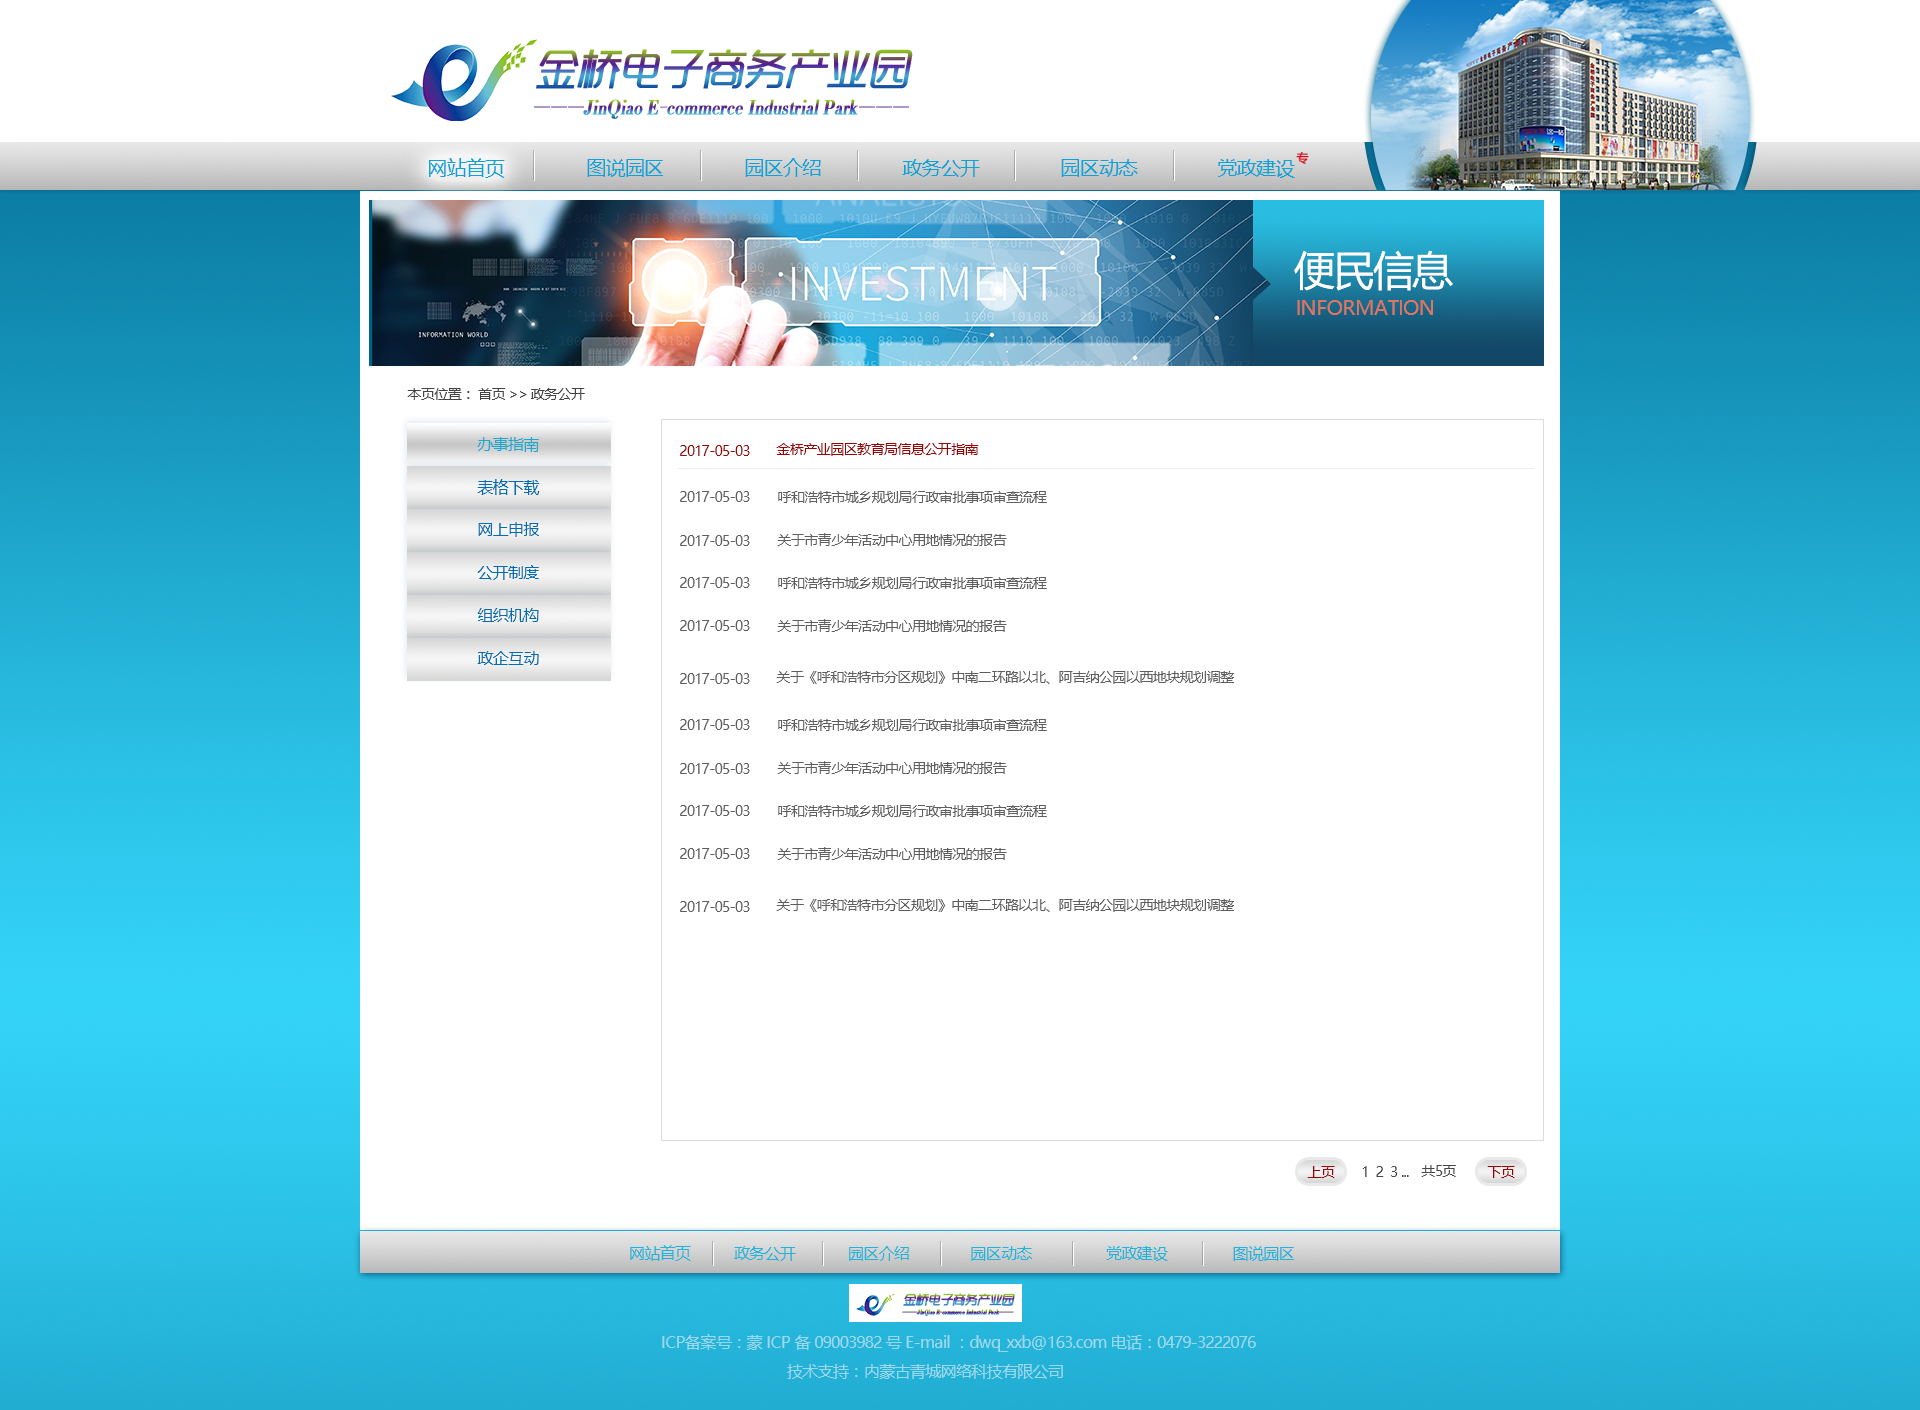 金桥电子商务产业园
JinQiao E-commerce Industrial Park
网站首页 图说园区 园区介绍 政务公开 园区动态 党政建设 专
INVESTMENT
INFORMATION WORLD
便民信息
INFORMATION
本页位置： 首页 >> 政务公开
办事指南
表格下载
网上申报
公开制度
组织机构
政企互动
2017-05-03 金桥产业园区教育局信息公开指南
2017-05-03 呼和浩特市城乡规划局行政审批事项审查流程
2017-05-03 关于市青少年活动中心用地情况的报告
2017-05-03 呼和浩特市城乡规划局行政审批事项审查流程
2017-05-03 关于市青少年活动中心用地情况的报告
2017-05-03 关于《呼和浩特市分区规划》中南二环路以北、阿吉纳公园以西地块规划调整
2017-05-03 呼和浩特市城乡规划局行政审批事项审查流程
2017-05-03 关于市青少年活动中心用地情况的报告
2017-05-03 呼和浩特市城乡规划局行政审批事项审查流程
2017-05-03 关于市青少年活动中心用地情况的报告
2017-05-03 关于《呼和浩特市分区规划》中南二环路以北、阿吉纳公园以西地块规划调整
上页 1 2 3 ... 共5页 下页
网站首页 政务公开 园区介绍 园区动态 党政建设 图说园区
金桥电子商务产业园
JinQiao E-commerce Industrial Park
ICP备案号：蒙 ICP 备 09003982 号 E-mail ：dwq_xxb@163.com 电话：0479-3222076
技术支持：内蒙古青城网络科技有限公司